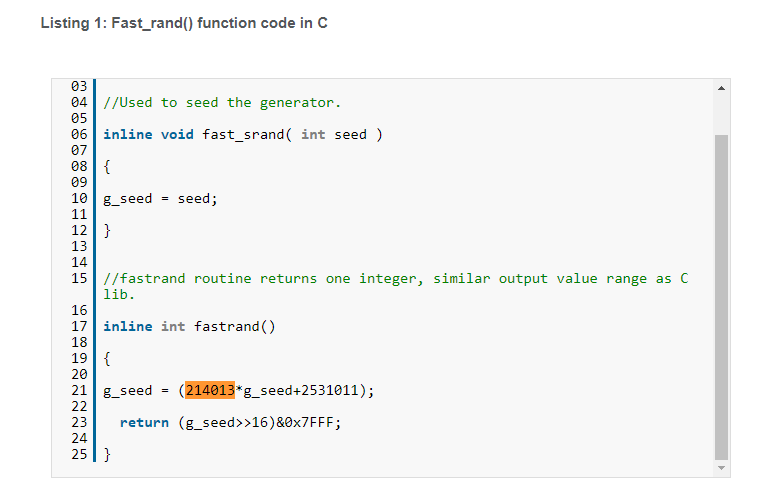 Listing 1: Fast_rand() function code in C
03
04 //Used to seed the generator.
05
06 inline void fast_srand( int seed )
07
08 {
09
10 g_seed = seed;
11
12 }
13
14
15 //fastrand routine returns one integer, similar output value range as C
lib.
16
17 inline int fastrand()
18
19 {
20
21 g_seed = (214013*g_seed+2531011);
22
23 return (g_seed>>16)&0x7FFF;
24
25 }